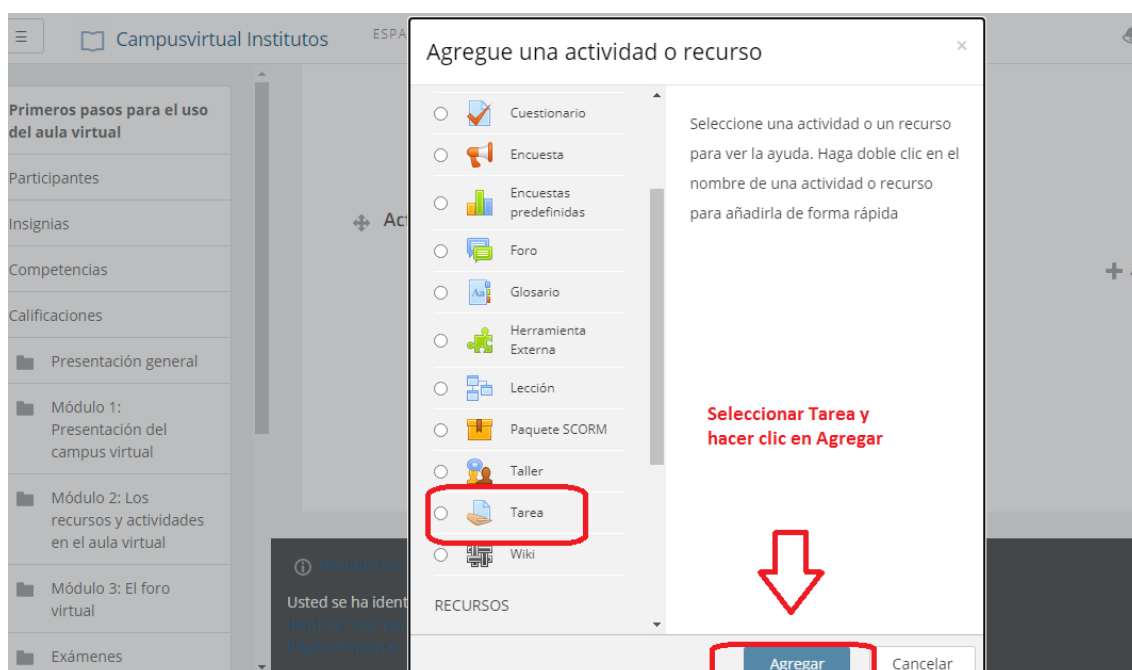 Campusvirtual Institutos
ESPA
Agregue una actividad o recurso
×
Primeros pasos para el uso
del aula virtual
Participantes
Insignias
Competencias
Calificaciones
Presentación general
Módulo 1:
Presentación del
campus virtual
Módulo 2: Los
recursos y actividades
en el aula virtual
Módulo 3: El foro
virtual
Exámenes
Usted se ha ident
Cuestionario
Encuesta
Encuestas
predefinidas
Foro
Glosario
Herramienta
Externa
Lección
Paquete SCORM
Taller
Tarea
Wiki
RECURSOS
Seleccione una actividad o un recurso
para ver la ayuda. Haga doble clic en el
nombre de una actividad o recurso
para añadirla de forma rápida
Seleccionar Tarea y
hacer clic en Agregar
Agregar
Cancelar